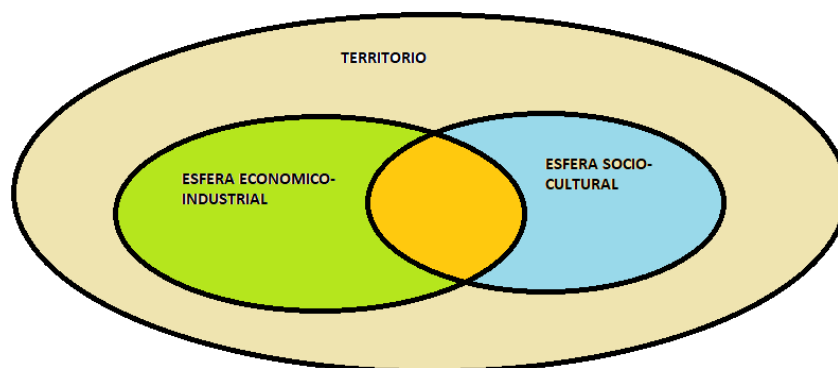 TERRITORIO
ESFERA ECONOMICO-
INDUSTRIAL
ESFERA SOCIO-
CULTURAL